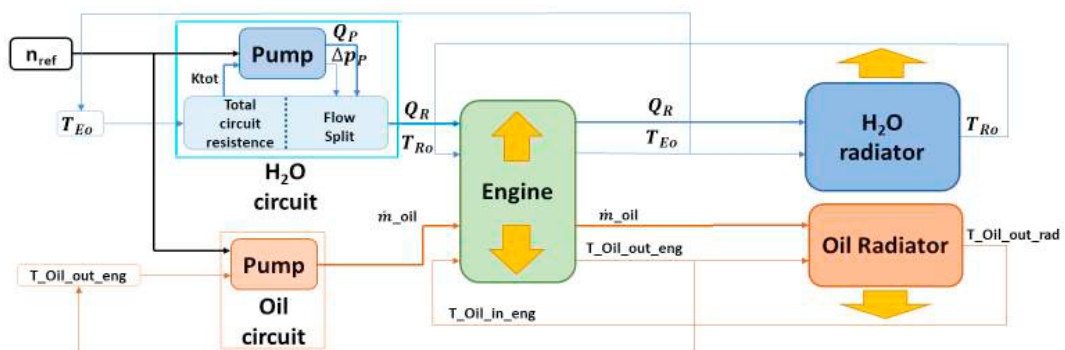 n_ref
T_Eo
Pump
Q_P
Δp_P
Ktot
Total
circuit
resistence
Flow
Split
H₂O
circuit
Q_R
T_Ro
Engine
Q_R
T_Eo
H₂O
radiator
T_Ro
ṁ_oil
ṁ_oil
T_Oil_out_eng
Pump
Oil
circuit
T_Oil_out_eng
T_Oil_in_eng
Oil Radiator
T_Oil_out_rad